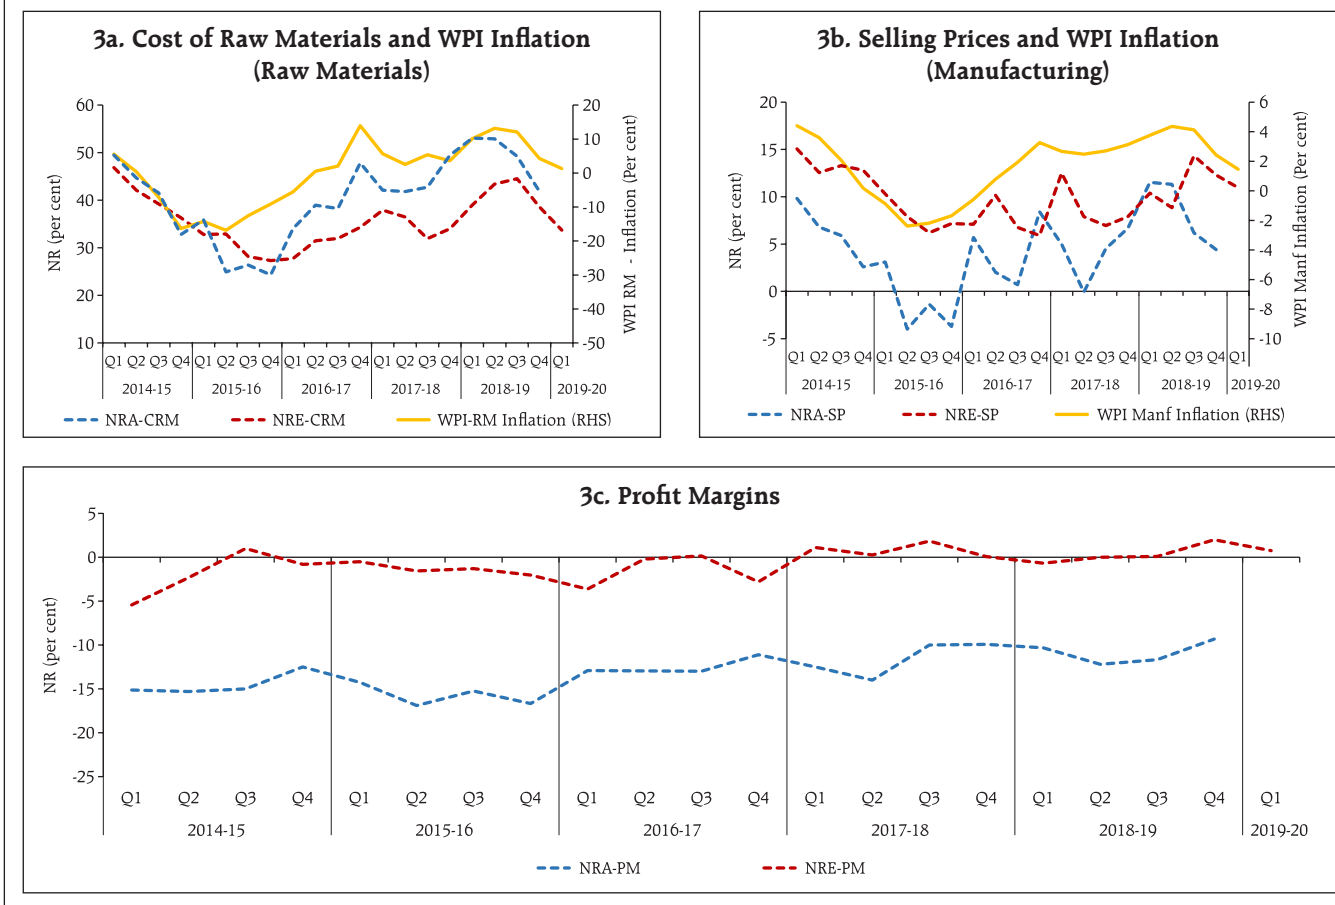 3a. Cost of Raw Materials and WPI Inflation
(Raw Materials)
NR (per cent)
60
50
40
30
20
10
WPI RM - Inflation (Per cent)
20
10
0
-10
-20
-30
-40
-50
Q1 Q2 Q3 Q4 Q1 Q2 Q3 Q4 Q1 Q2 Q3 Q4 Q1 Q2 Q3 Q4 Q1 Q2 Q3 Q4 Q1
2014-15 2015-16 2016-17 2017-18 2018-19 2019-20
NRA-CRM NRE-CRM WPI-RM Inflation (RHS)
3b. Selling Prices and WPI Inflation
(Manufacturing)
NR (per cent)
20
15
10
5
0
-5
WPI Manf Inflation (Per cent)
6
4
2
0
-2
-4
-6
-8
-10
Q1 Q2 Q3 Q4 Q1 Q2 Q3 Q4 Q1 Q2 Q3 Q4 Q1 Q2 Q3 Q4 Q1 Q2 Q3 Q4 Q1
2014-15 2015-16 2016-17 2017-18 2018-19 2019-20
NRA-SP NRE-SP WPI Manf Inflation (RHS)
3c. Profit Margins
NR (per cent)
5
0
-5
-10
-15
-20
-25
Q1 Q2 Q3 Q4 Q1 Q2 Q3 Q4 Q1 Q2 Q3 Q4 Q1 Q2 Q3 Q4 Q1 Q2 Q3 Q4 Q1
2014-15 2015-16 2016-17 2017-18 2018-19 2019-20
NRA-PM NRE-PM